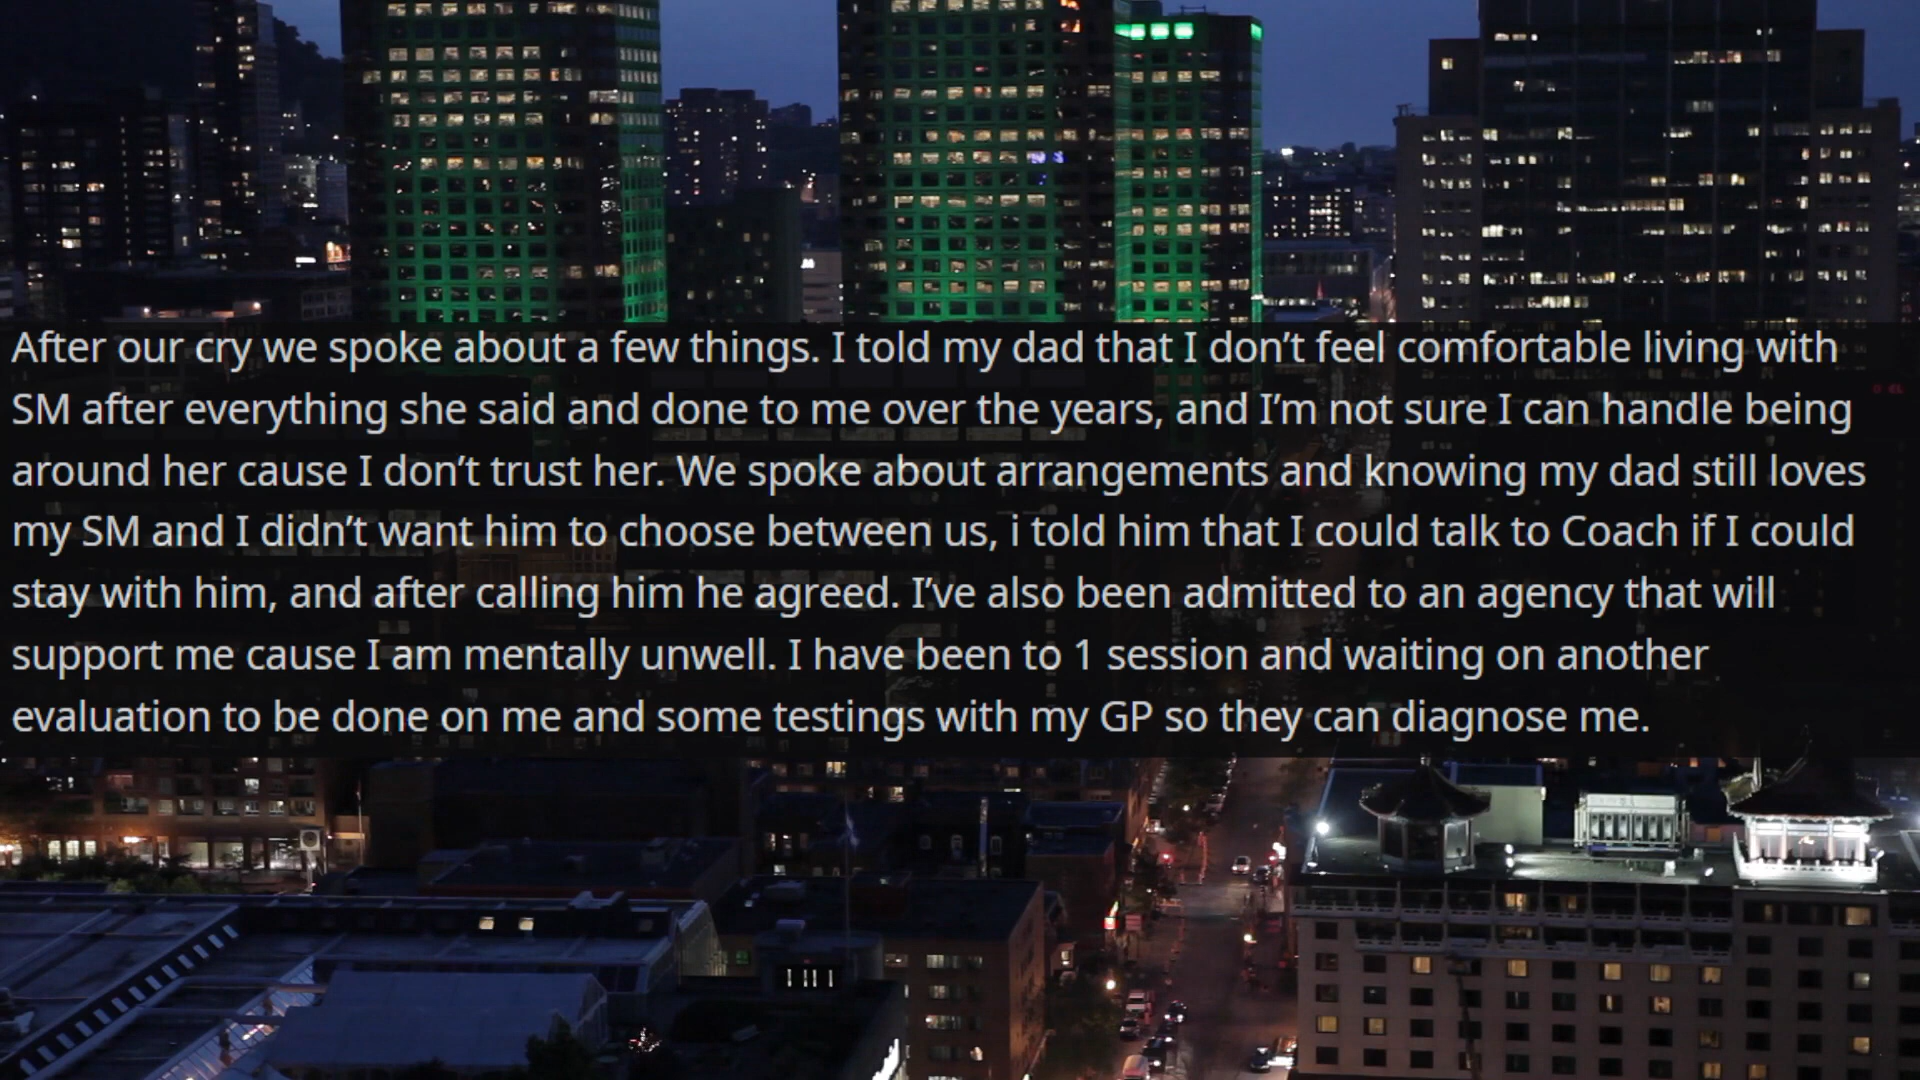 After our cry we spoke about a few things. I told my dad that I don’t feel comfortable living with
SM after everything she said and done to me over the years, and I’m not sure I can handle being
around her cause I don’t trust her. We spoke about arrangements and knowing my dad still loves
my SM and I didn’t want him to choose between us, i told him that I could talk to Coach if I could
stay with him, and after calling him he agreed. I’ve also been admitted to an agency that will
support me cause I am mentally unwell. I have been to 1 session and waiting on another
evaluation to be done on me and some testings with my GP so they can diagnose me.